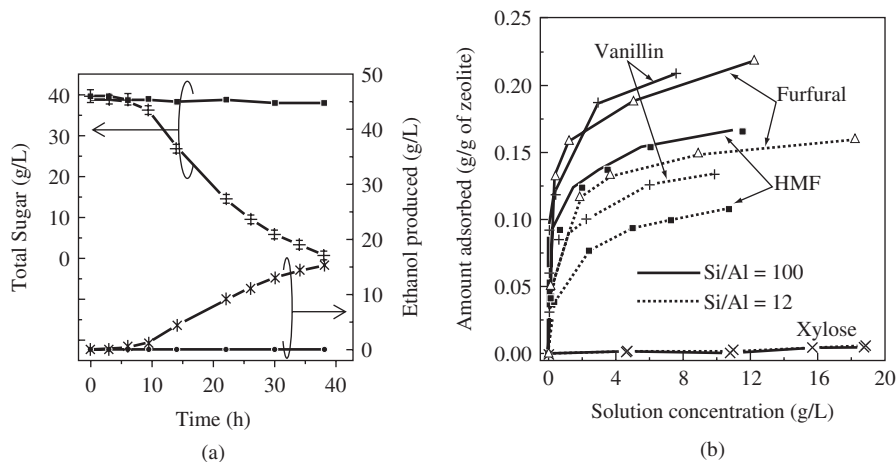 50
40
40
30
30
20
20
10
10
0
0
Total Sugar (g/L)
Ethanol produced (g/L)
0 10 20 30 40
Time (h)
(a)
0.25
0.20
0.15
0.10
0.05
0.00
Amount adsorbed (g/g of zeolite)
Vanillin
Furfural
HMF
Si/Al = 100
Si/Al = 12
Xylose
0 4 8 12 16 20
Solution concentration (g/L)
(b)